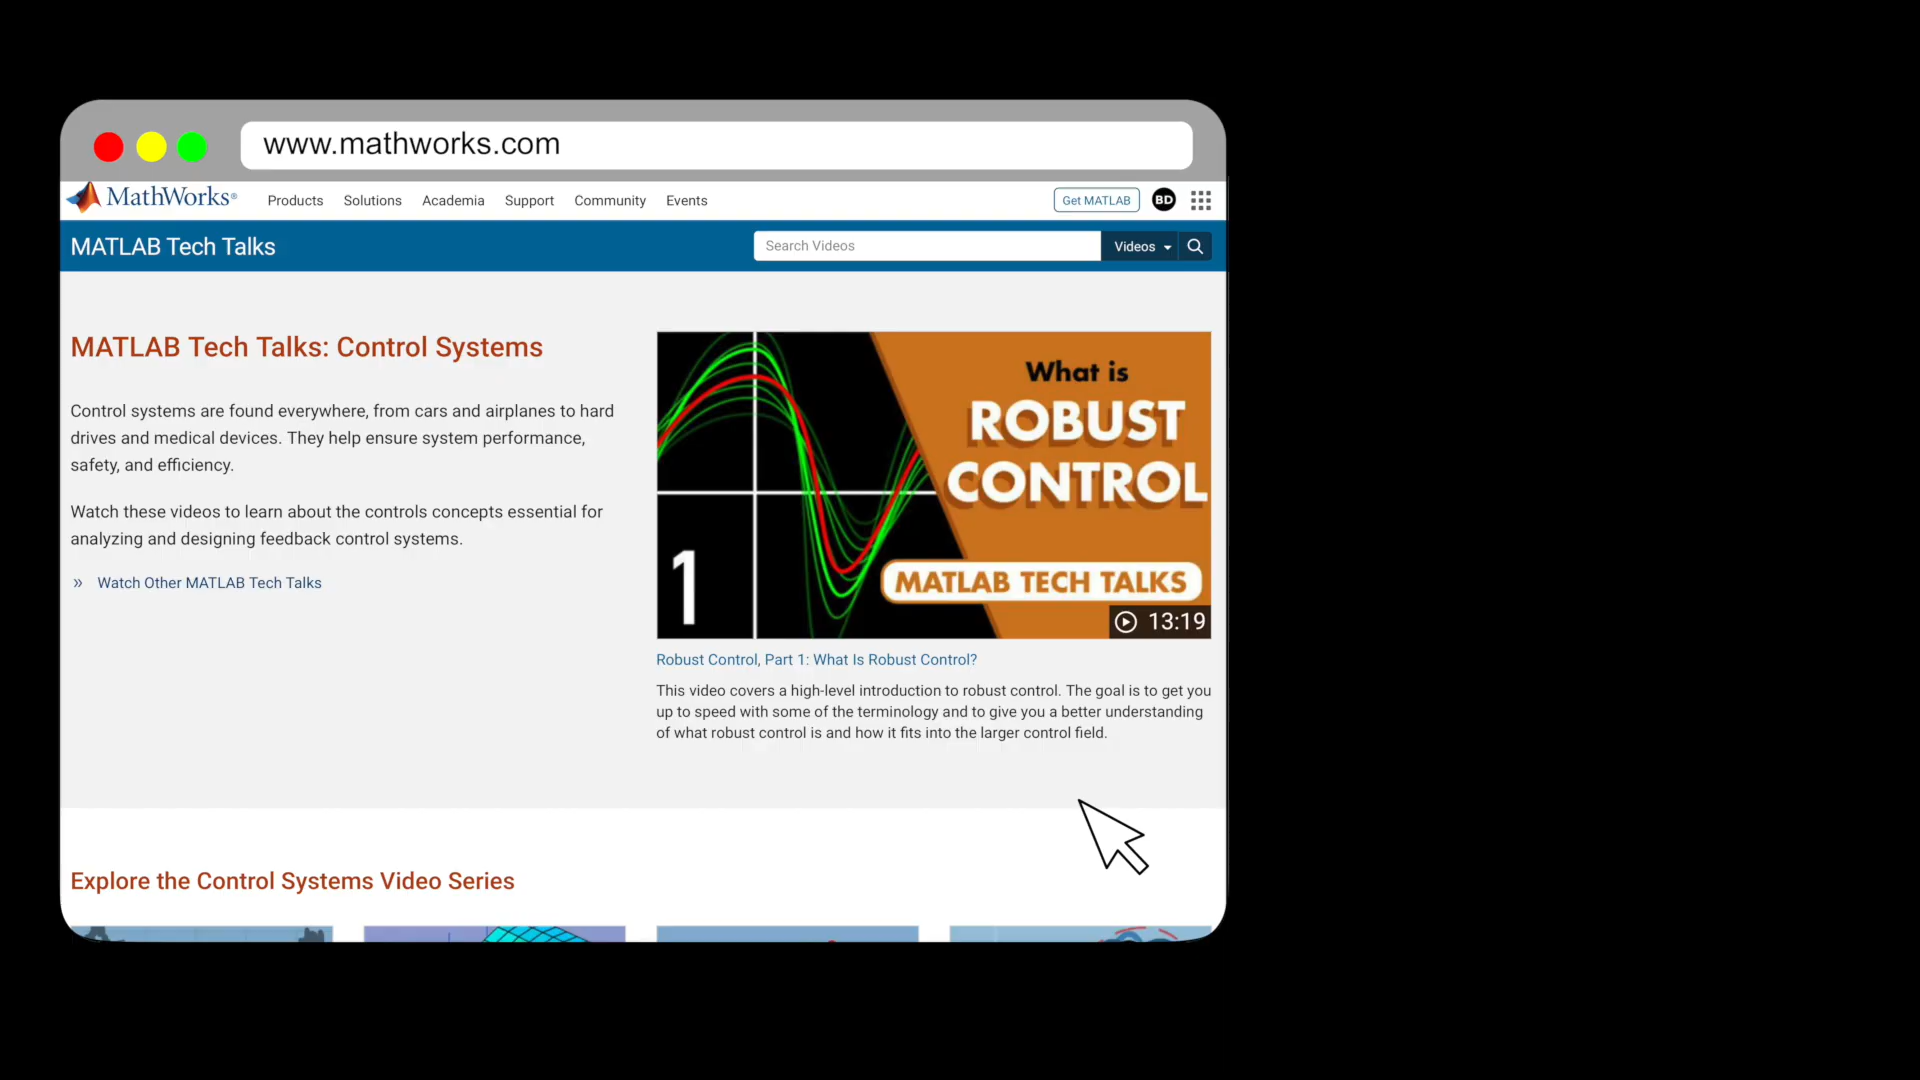 www.mathworks.com
MathWorks®
Products Solutions Academia Support Community Events
Get MATLAB BD
MATLAB Tech Talks
Search Videos Videos
MATLAB Tech Talks: Control Systems
Control systems are found everywhere, from cars and airplanes to hard
drives and medical devices. They help ensure system performance,
safety, and efficiency.
Watch these videos to learn about the controls concepts essential for
analyzing and designing feedback control systems.
» Watch Other MATLAB Tech Talks
What is
ROBUST
CONTROL
1
MATLAB TECH TALKS
13:19
Robust Control, Part 1: What Is Robust Control?
This video covers a high-level introduction to robust control. The goal is to get you
up to speed with some of the terminology and to give you a better understanding
of what robust control is and how it fits into the larger control field.
Explore the Control Systems Video Series